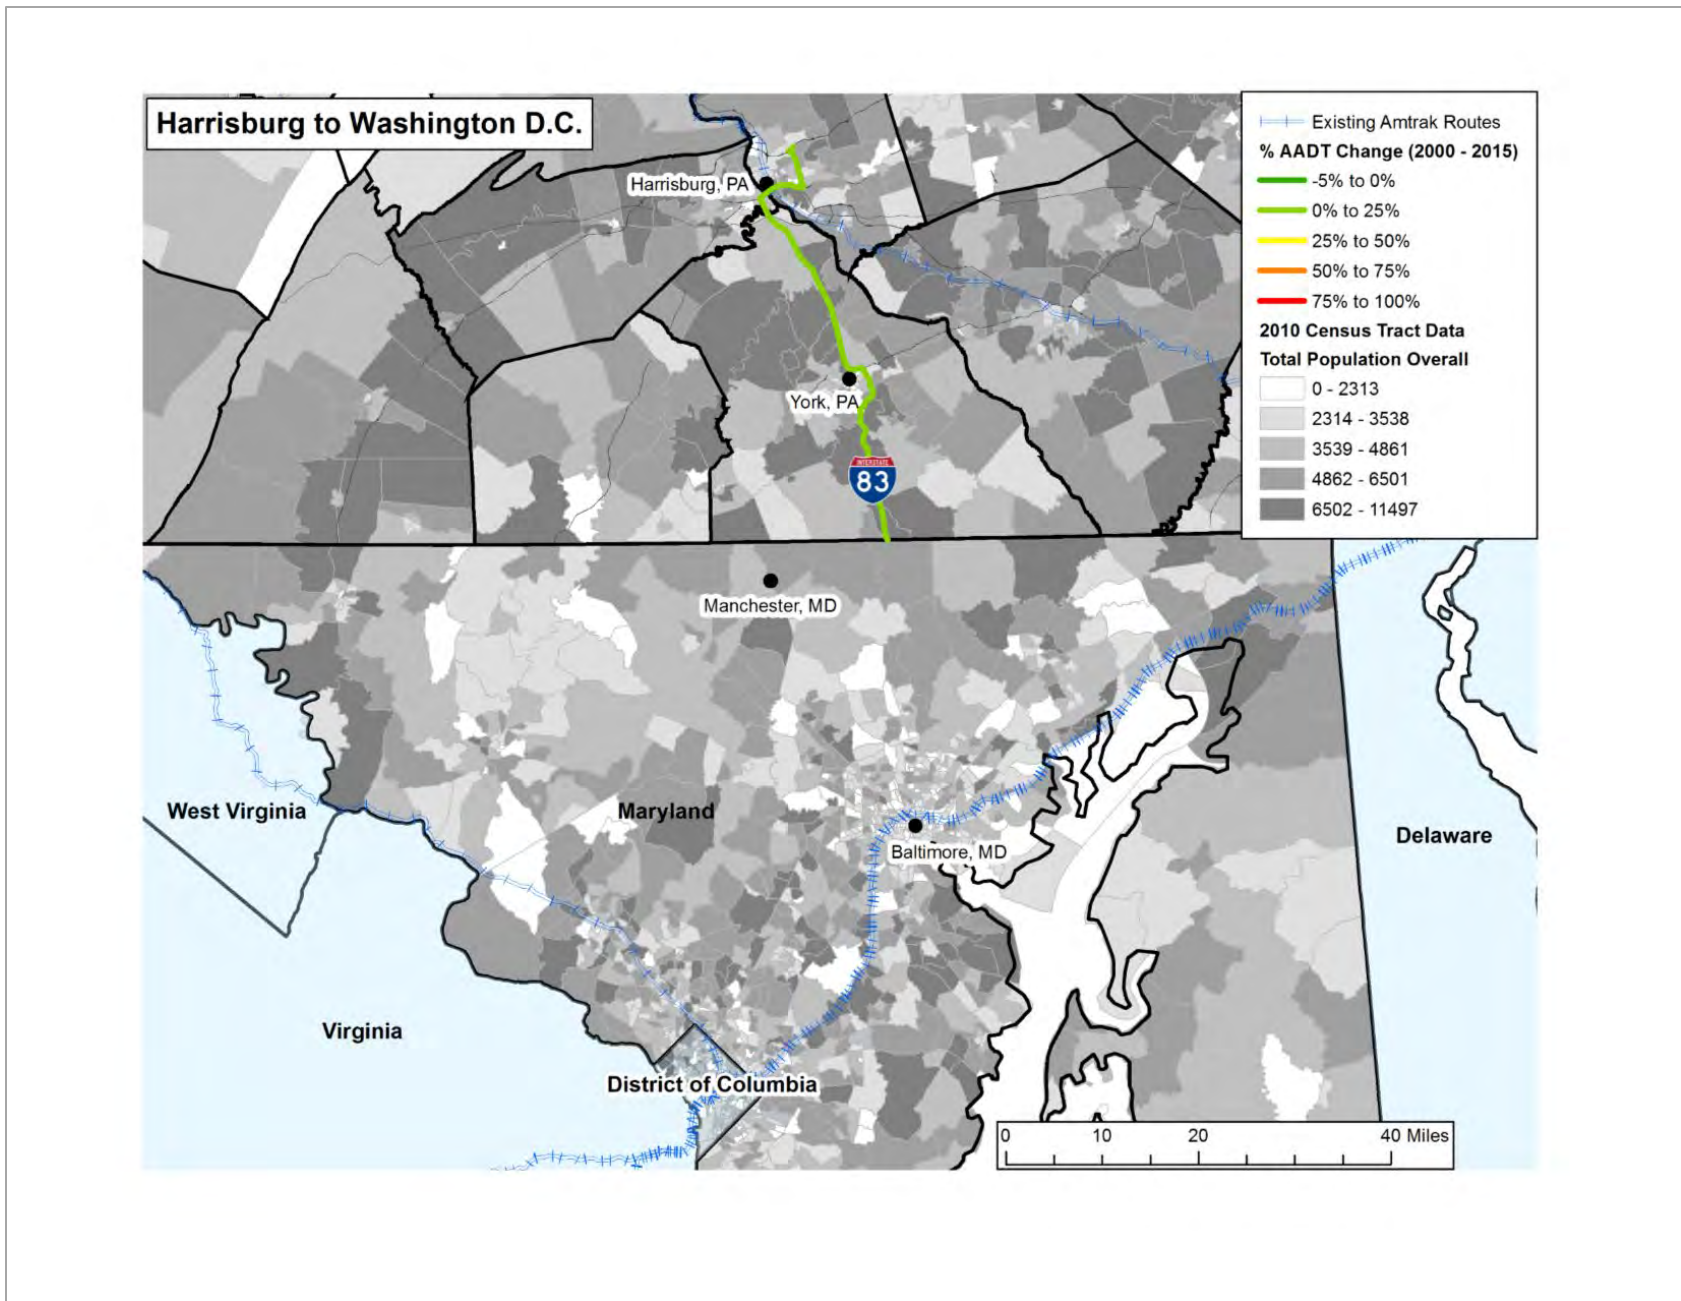 Harrisburg to Washington D.C.
Existing Amtrak Routes
% AADT Change (2000 - 2015)
-5% to 0%
0% to 25%
25% to 50%
50% to 75%
75% to 100%
2010 Census Tract Data
Total Population Overall
0 - 2313
2314 - 3538
3539 - 4861
4862 - 6501
6502 - 11497
Harrisburg, PA
York, PA
INTERSTATE
83
Manchester, MD
West Virginia
Maryland
Baltimore, MD
Delaware
Virginia
District of Columbia
0 10 20 40 Miles